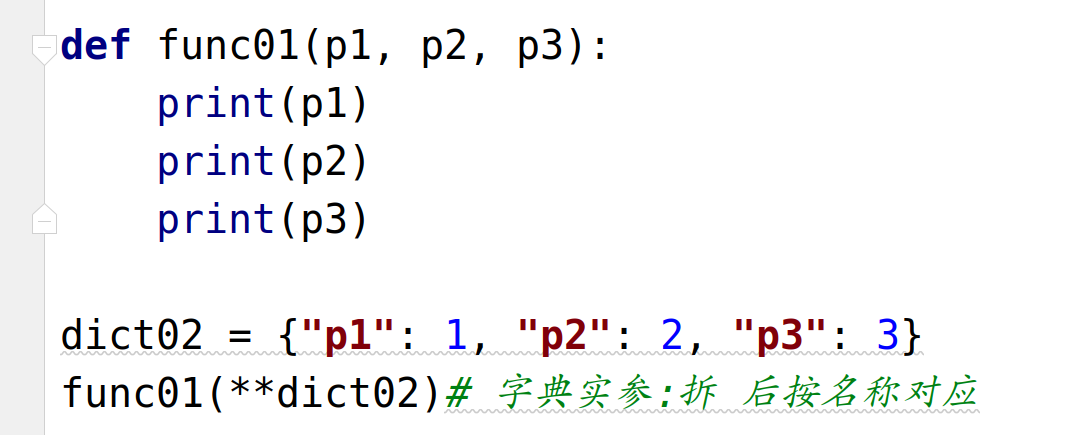 def func01(p1, p2, p3):
    print(p1)
    print(p2)
    print(p3)
dict02 = {"p1": 1, "p2": 2, "p3": 3}
func01(**dict02)# 字典实参:拆 后按名称对应